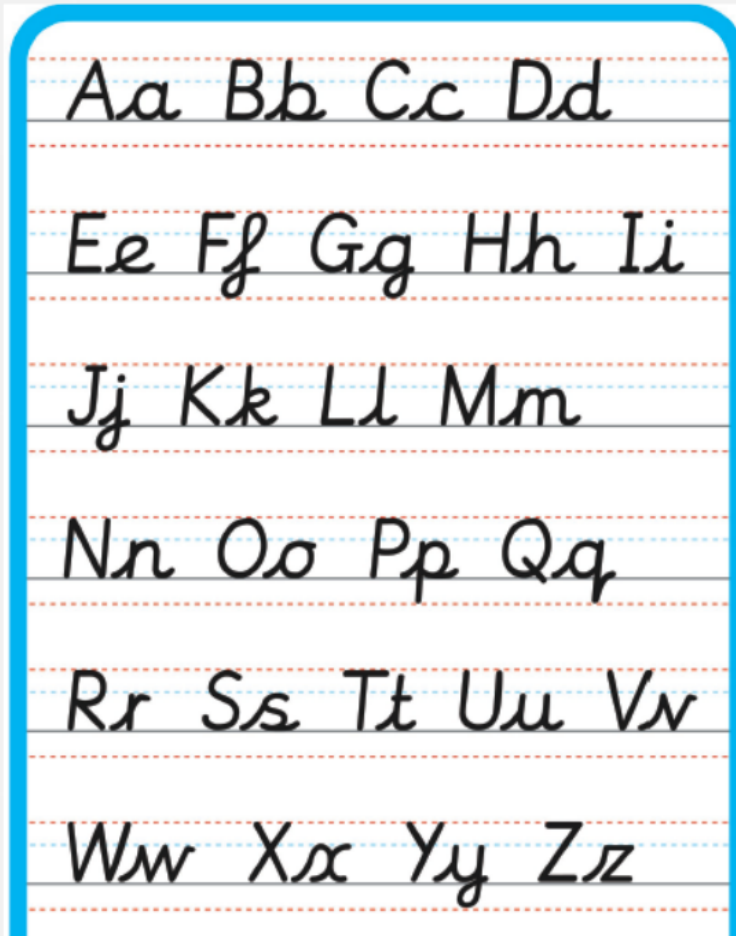 Aa Bb Cc Dd
Ee Ff Gg Hh Ii
Jj Kk Ll Mm
Nn Oo Pp Qq
Rr Ss Tt Uu Vv
Ww Xx Yy Zz